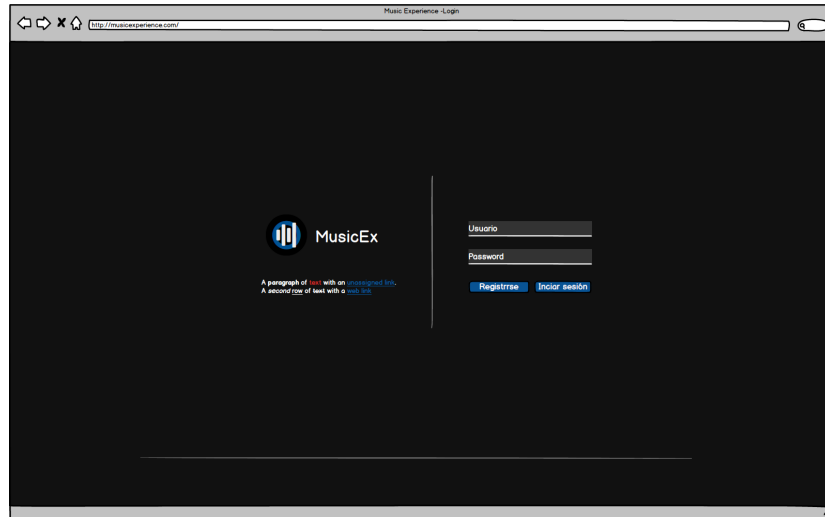 Music Experience -Login
http://musicexperience.com/
MusicEx
A paragraph of text with an unassigned link.
A second row of text with a web link
Usuario
Password
Registrrse
Inciar sesión